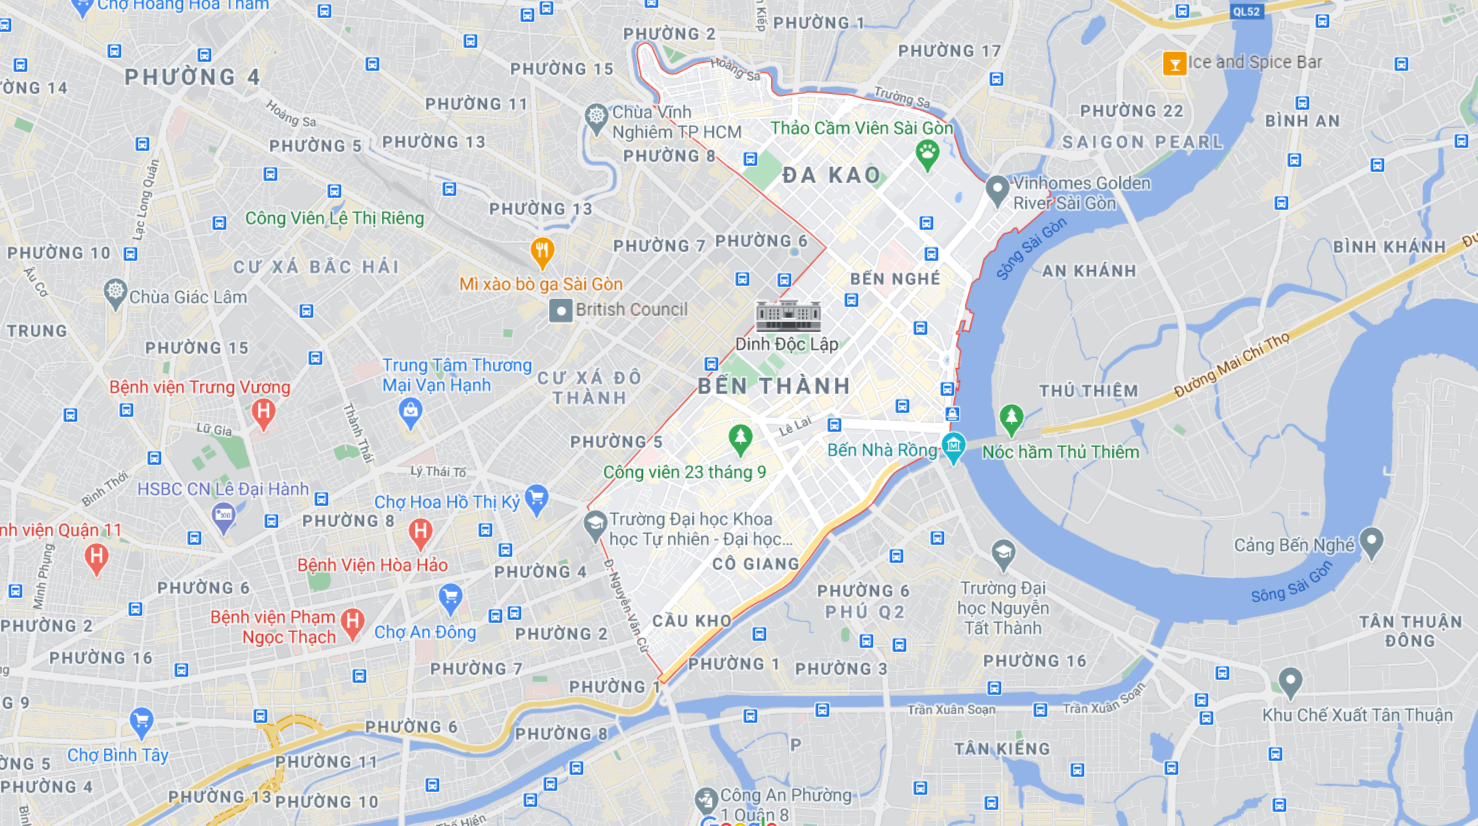 Chợ Hoàng Hoa Thám
PHƯỜNG 2
PHƯỜNG 1
QL52
PHƯỜNG 17
PHƯỜNG 15
PHƯỜNG 4
Hoàng Sa
Ice and Spice Bar
ƯỜNG 14
PHƯỜNG 11
Trường Sa
PHƯỜNG 22
BÌNH AN
Hoàng Sa
Chùa Vĩnh
Nghiêm TP HCM
Thảo Cầm Viên Sài Gòn
PHƯỜNG 5
PHƯỜNG 13
SAIGON PEARL
PHƯỜNG 8
ĐA KAO
Lạc Long Quân
Vinhomes Golden
River Sài Gòn
PHƯỜNG 13
Công Viên Lê Thị Riêng
PHƯỜNG 7
PHƯỜNG 6
Sông Sài Gòn
BÌNH KHÁNH
PHƯỜNG 10
CƯ XÁ BẮC HẢI
AN KHÁNH
Âu Cơ
Mì xào bò ga Sài Gòn
BẾN NGHÉ
Chùa Giác Lâm
British Council
TRUNG
PHƯỜNG 15
Dinh Độc Lập
Đường Mai Chí Thọ
Trung Tâm Thương
Mại Vạn Hạnh
CƯ XÁ ĐÔ
THÀNH
BẾN THÀNH
THỦ THIÊM
Bệnh viện Trưng Vương
Thành Thái
Lữ Gia
Lê Lai
PHƯỜNG 5
Bến Nhà Rồng
Nóc hầm Thủ Thiêm
Công viên 23 tháng 9
Lý Thái Tổ
Bình Thới
HSBC CN Lê Đại Hành
Chợ Hoa Hồ Thị Kỷ
PHƯỜNG 8
Trường Đại học Khoa
học Tự nhiên - Đại học...
nh viện Quận 11
Cảng Bến Nghé
Bệnh Viện Hòa Hảo
PHƯỜNG 4
CÔ GIANG
Minh Phụng
PHƯỜNG 6
Đ. Nguyễn Văn Cừ
PHƯỜNG 6
PHÚ Q2
Trường Đại
học Nguyễn
Tất Thành
Sông Sài Gòn
Bệnh viện Phạm
Ngọc Thạch
Chợ An Đông
PHƯỜNG 2
CẦU KHO
TÂN THUẬN
ĐÔNG
PHƯỜNG 2
PHƯỜNG 16
PHƯỜNG 7
PHƯỜNG 1
PHƯỜNG 3
PHƯỜNG 16
PHƯỜNG 1
G 9
Trần Xuân Soạn
Trần Xuân Soạn
Khu Chế Xuất Tân Thuận
PHƯỜNG 6
PHƯỜNG 8
P
TÂN KIỂNG
Chợ Bình Tây
ỜNG 5
PHƯỜNG 11
PHƯỜNG 4
PHƯỜNG 13
PHƯỜNG 10
Công An Phường
1 Quận 8
Google